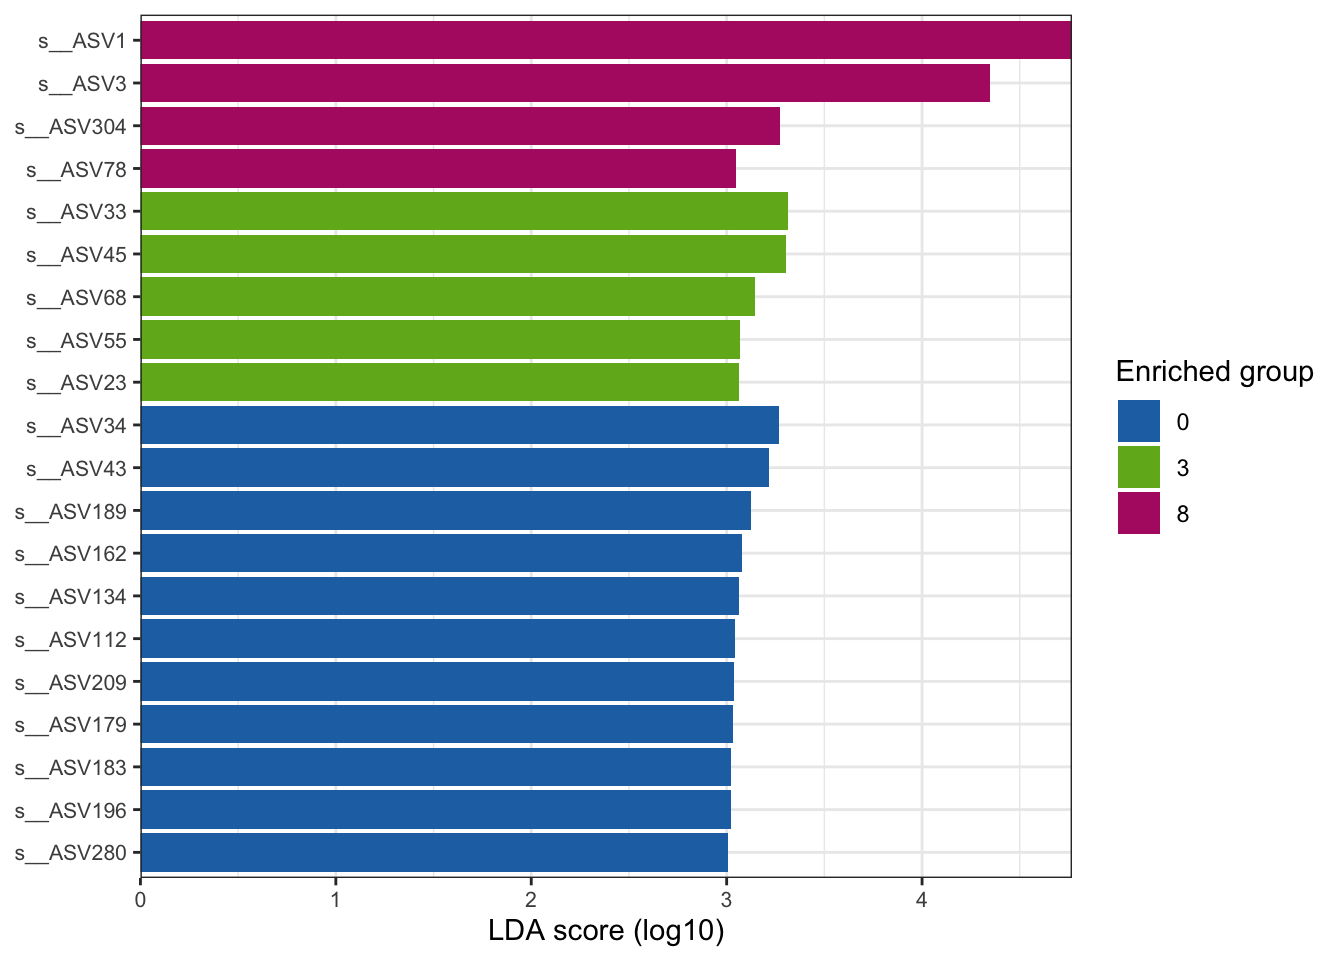 s__ASV1
s__ASV3
s__ASV304
s__ASV78
s__ASV33
s__ASV45
s__ASV68
s__ASV55
s__ASV23
s__ASV34
s__ASV43
s__ASV189
s__ASV162
s__ASV134
s__ASV112
s__ASV209
s__ASV179
s__ASV183
s__ASV196
s__ASV280
0 1 2 3 4
LDA score (log10)
Enriched group
0
3
8